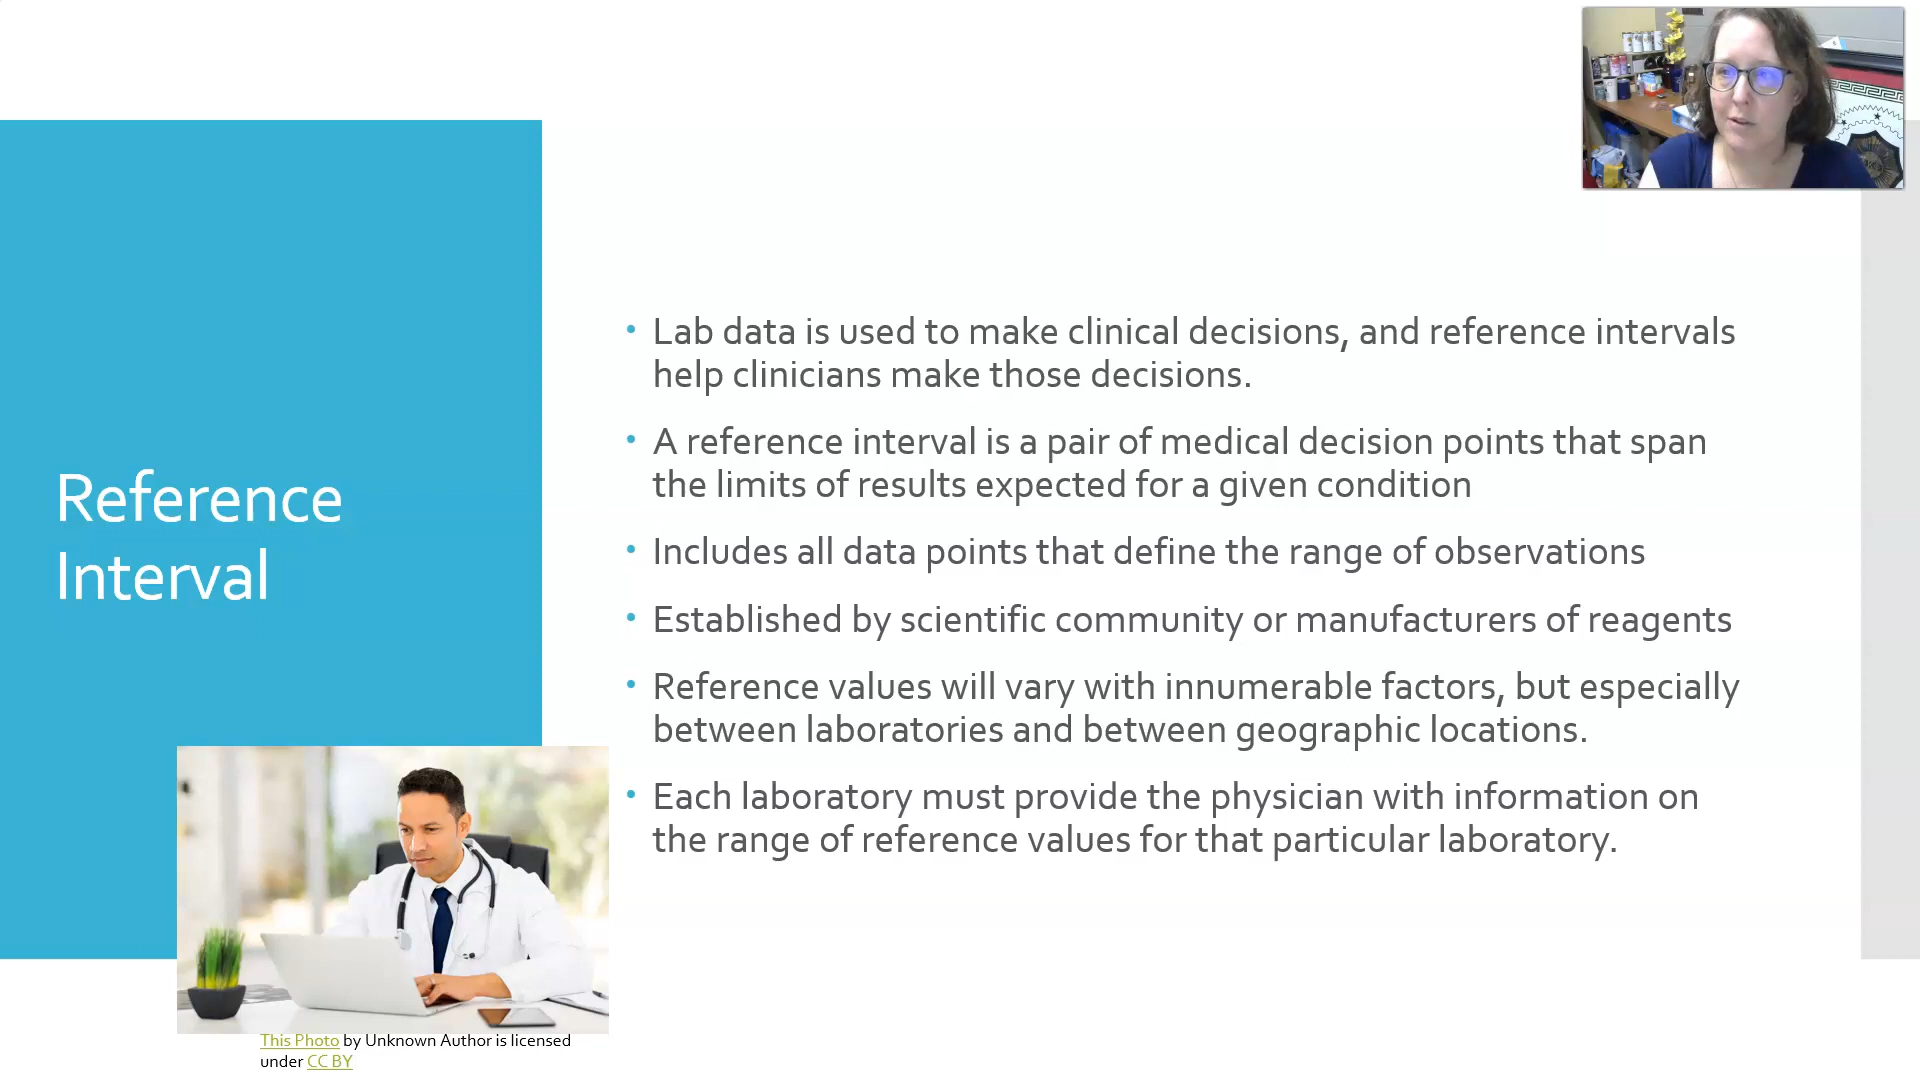 Reference
Interval
• Lab data is used to make clinical decisions, and reference intervals
help clinicians make those decisions.
• A reference interval is a pair of medical decision points that span
the limits of results expected for a given condition
• Includes all data points that define the range of observations
• Established by scientific community or manufacturers of reagents
• Reference values will vary with innumerable factors, but especially
between laboratories and between geographic locations.
• Each laboratory must provide the physician with information on
the range of reference values for that particular laboratory.
This Photo by Unknown Author is licensed
under CC BY